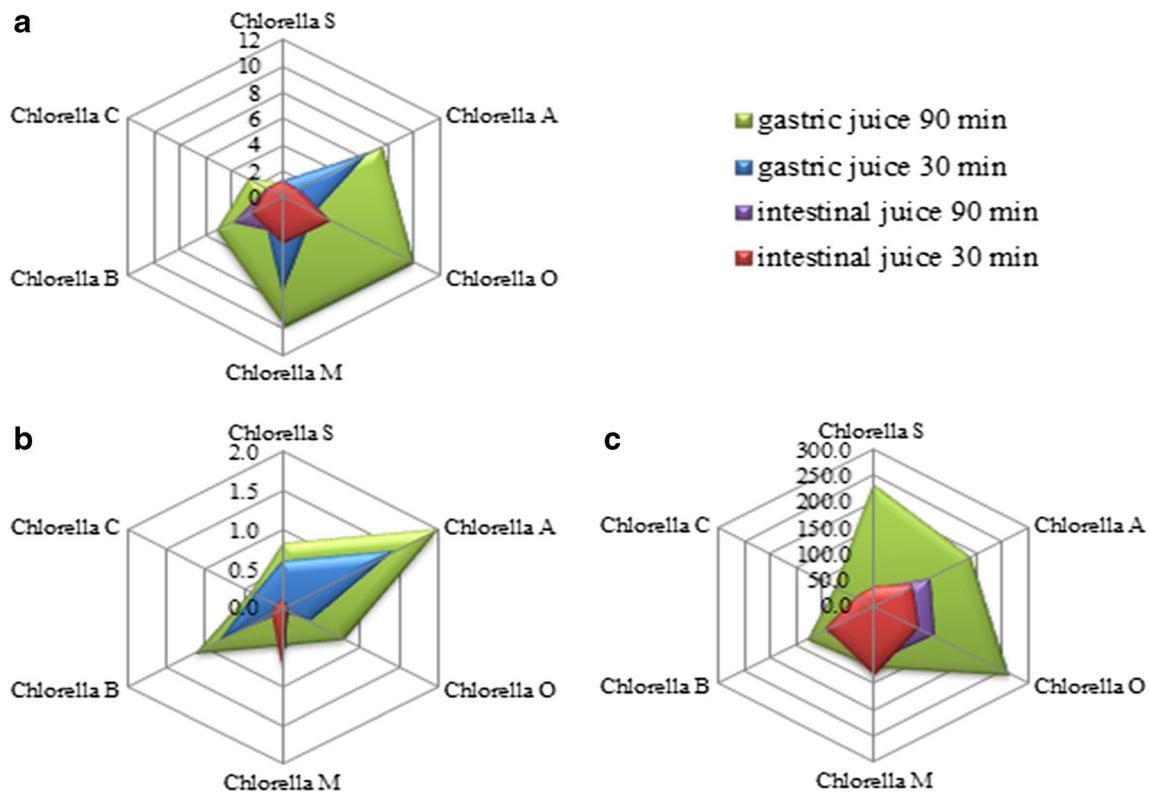 a
Chlorella S
12
10
8
6
4
2
0
Chlorella C
Chlorella A
Chlorella B
Chlorella O
Chlorella M
gastric juice 90 min
gastric juice 30 min
intestinal juice 90 min
intestinal juice 30 min
b
Chlorella S
2.0
1.5
1.0
0.5
0.0
Chlorella C
Chlorella A
Chlorella B
Chlorella O
Chlorella M
c
Chlorella S
300.0
250.0
200.0
150.0
100.0
50.0
0.0
Chlorella C
Chlorella A
Chlorella B
Chlorella O
Chlorella M